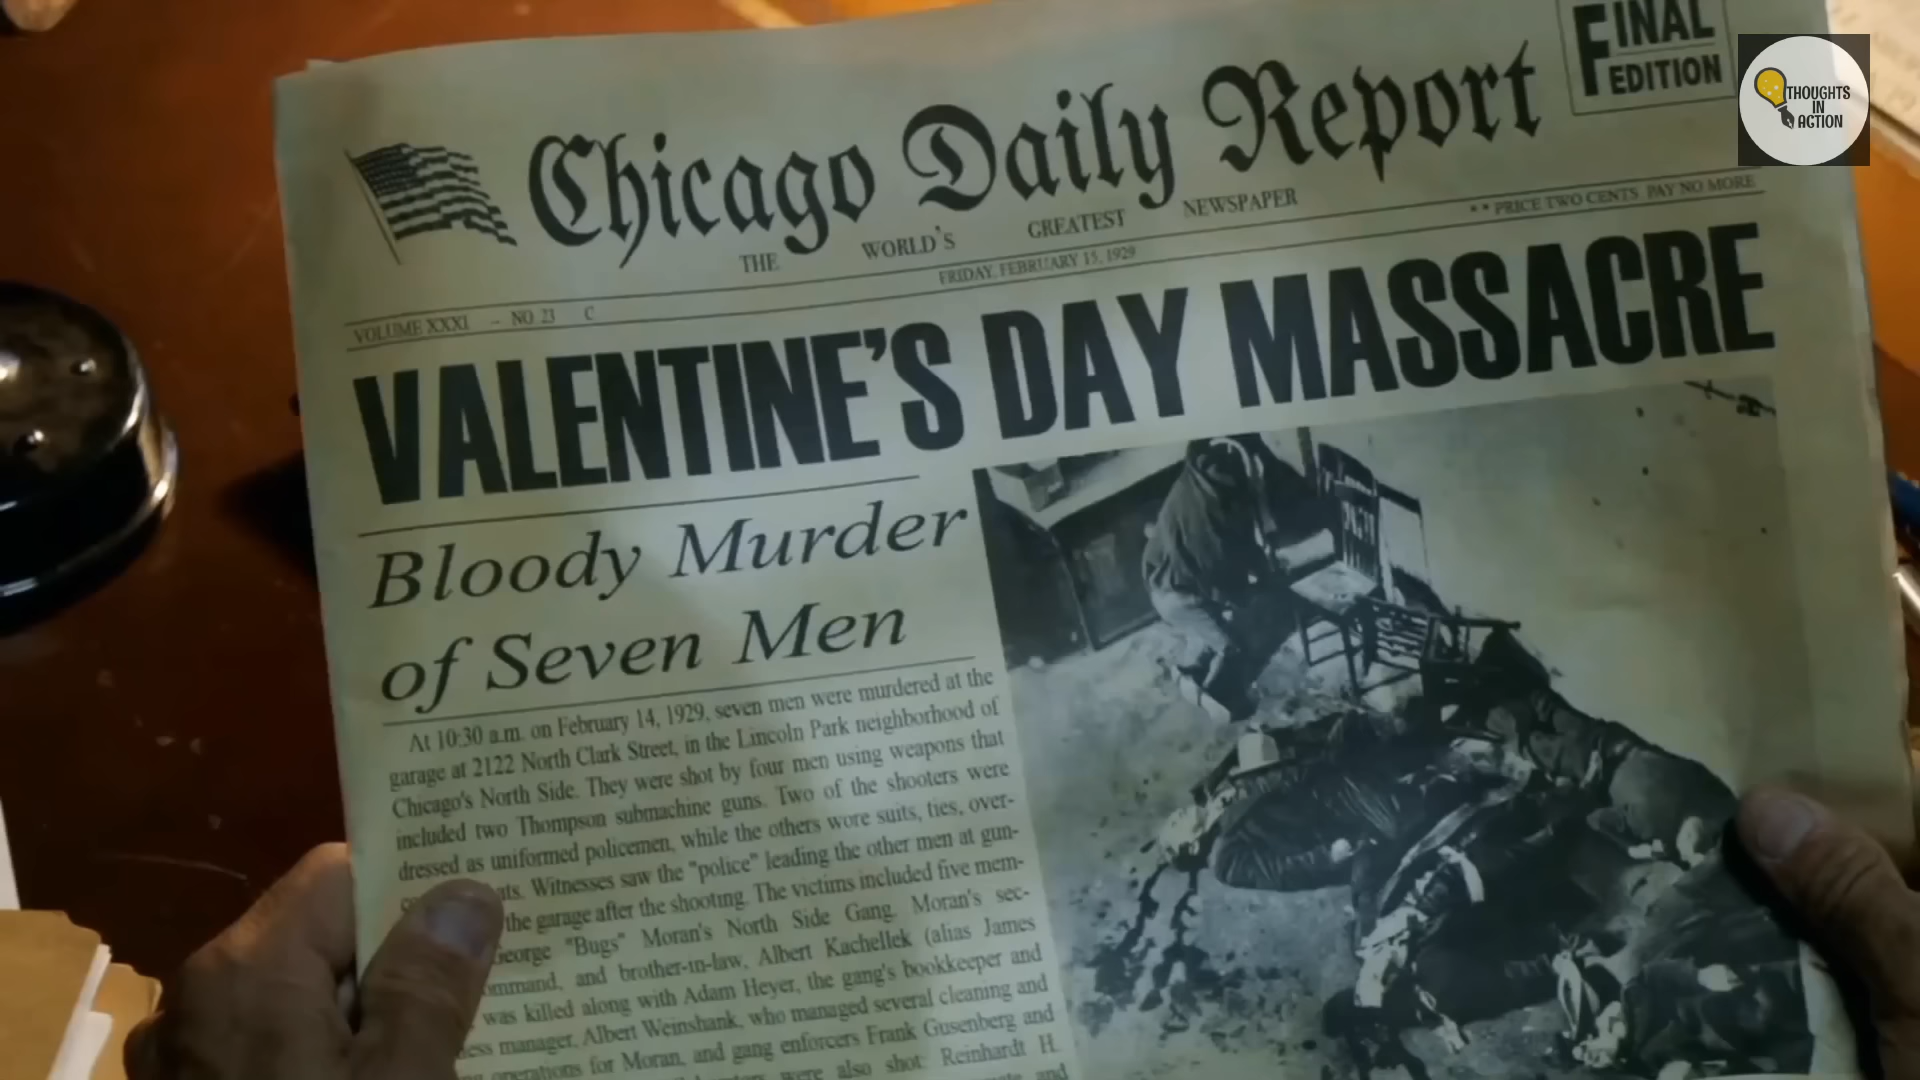 FINAL
EDITION
THOUGHTS
IN
ACTION
Chicago Daily Report
THE WORLD'S GREATEST NEWSPAPER
** PRICE TWO CENTS PAY NO MORE
FRIDAY, FEBRUARY 15, 1929
VOLUME XXXI - NO 23 C
VALENTINE'S DAY MASSACRE
Bloody Murder
of Seven Men
At 10:30 a.m. on February 14, 1929, seven men were murdered at the
garage at 2122 North Clark Street, in the Lincoln Park neighborhood of
Chicago's North Side. They were shot by four men using weapons that
included two Thompson submachine guns. Two of the shooters were
dressed as uniformed policemen, while the others wore suits, ties, over-
Witnesses saw the "police" leading the other men at gun-
the garage after the shooting. The victims included five mem-
George "Bugs" Moran's North Side Gang. Moran's sec-
and brother-in-law, Albert Kachellek (alias James
was killed along with Adam Heyer, the gang's bookkeeper and
manager, Albert Weinshank, who managed several cleaning and
operations for Moran, and gang enforcers Frank Gusenberg and
were also shot: Reinhardt H.
and